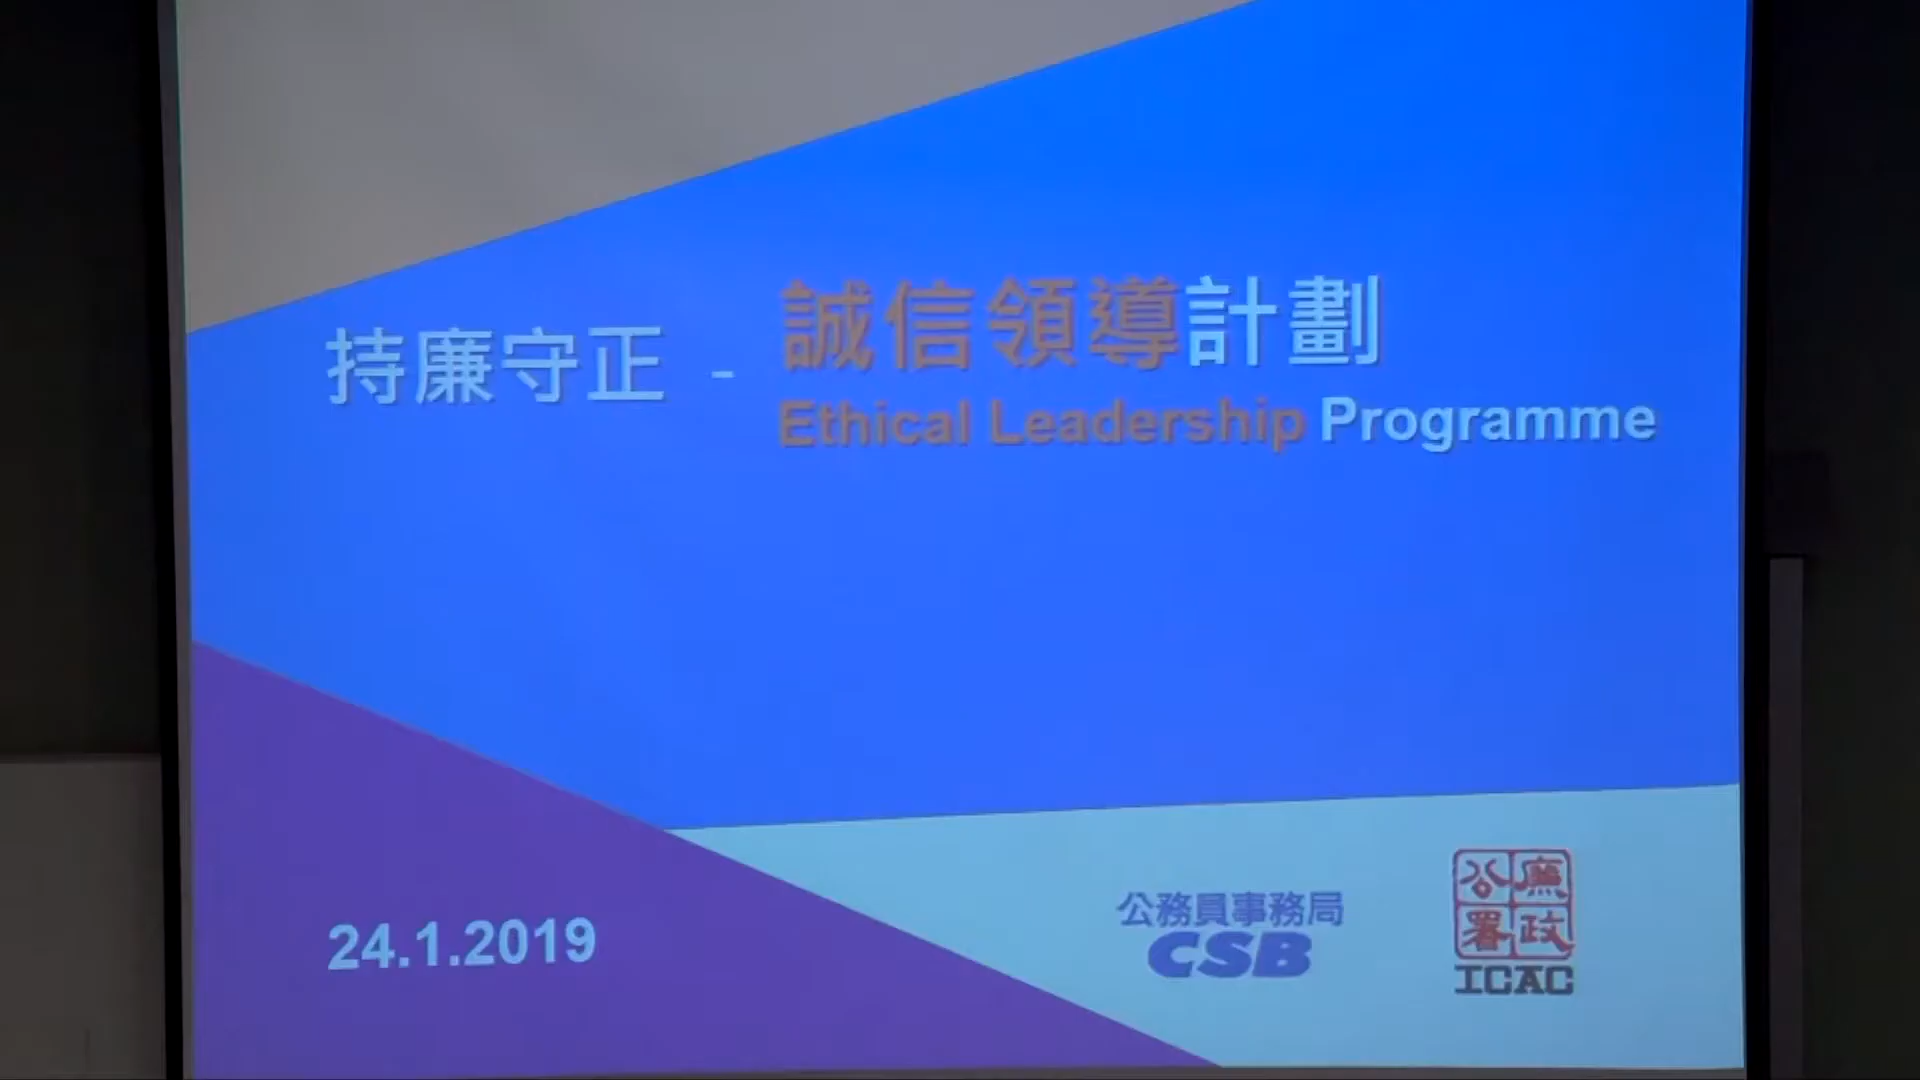 持廉守正 - 誠信領導計劃
Ethical Leadership Programme
24.1.2019
公務員事務局
CSB
廉政公署
ICAC